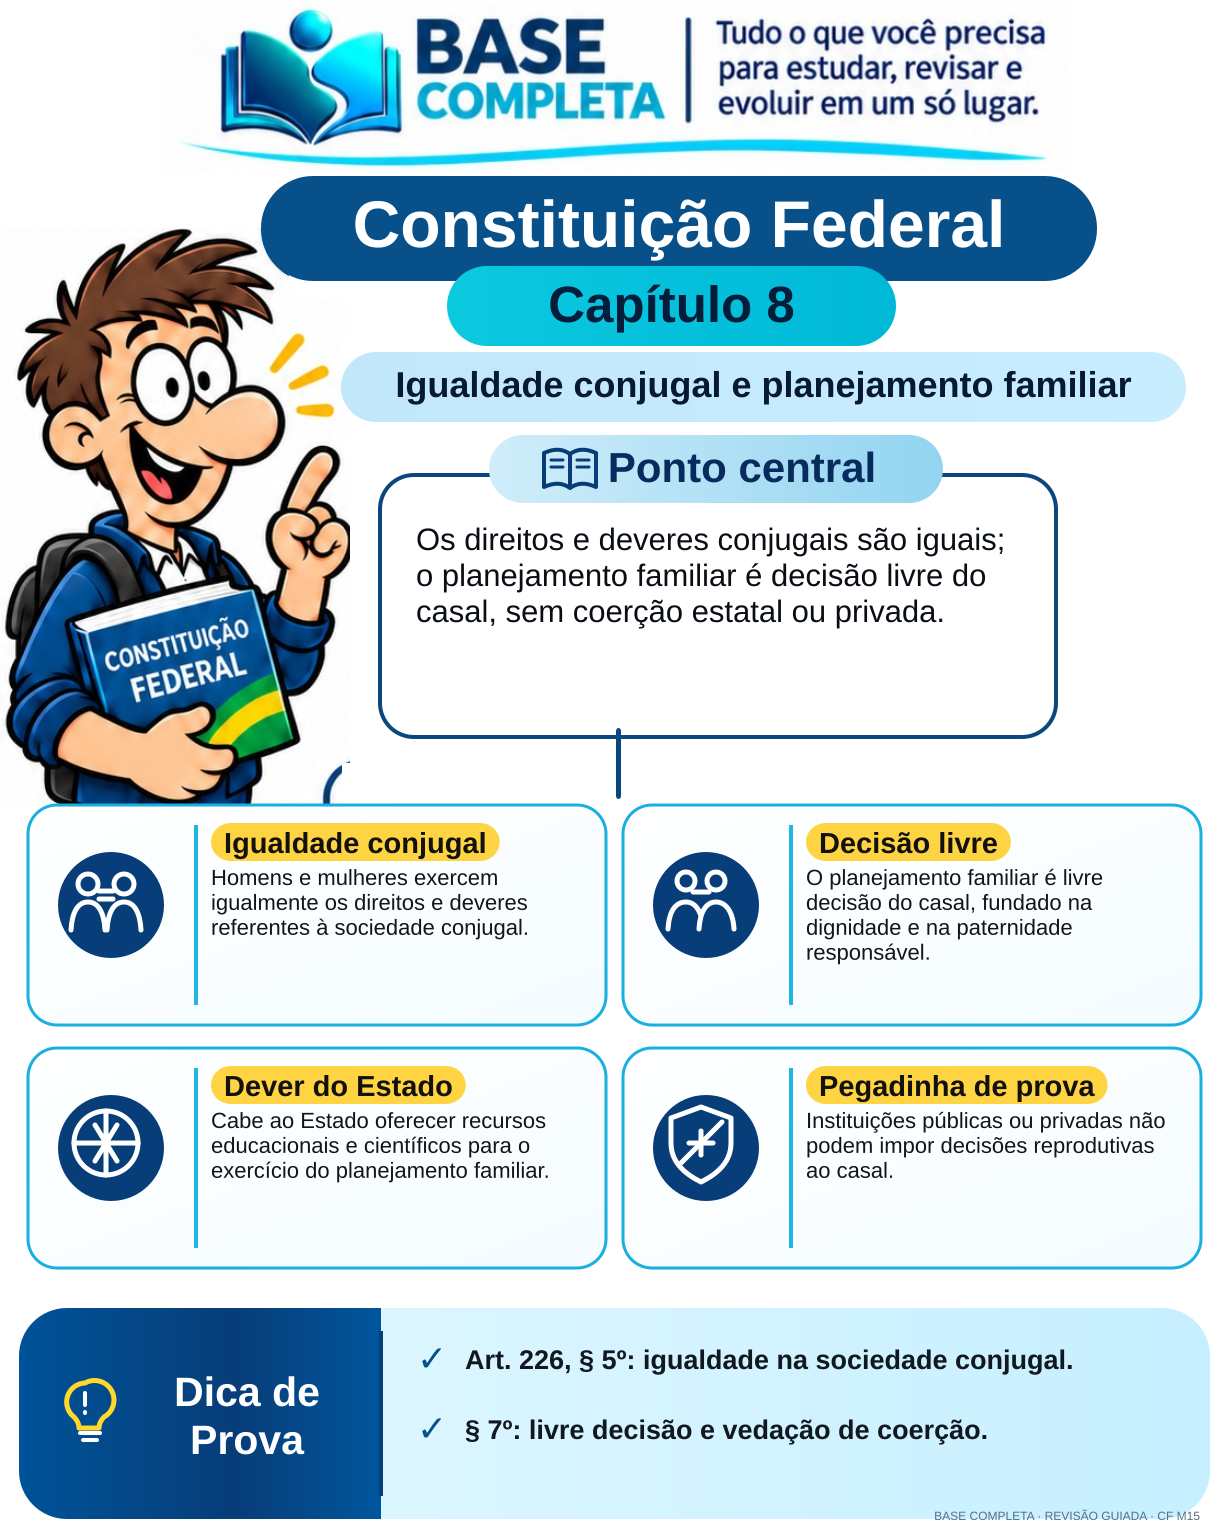 BASE
COMPLETA
Tudo o que você precisa
para estudar, revisar e
evoluir em um só lugar.
Constituição Federal
Capítulo 8
Igualdade conjugal e planejamento familiar
Ponto central
Os direitos e deveres conjugais são iguais;
o planejamento familiar é decisão livre do
casal, sem coerção estatal ou privada.
CONSTITUIÇÃO
FEDERAL
Igualdade conjugal
Homens e mulheres exercem
igualmente os direitos e deveres
referentes à sociedade conjugal.
Decisão livre
O planejamento familiar é livre
decisão do casal, fundado na
dignidade e na paternidade
responsável.
Dever do Estado
Cabe ao Estado oferecer recursos
educacionais e científicos para o
exercício do planejamento familiar.
Pegadinha de prova
Instituições públicas ou privadas não
podem impor decisões reprodutivas
ao casal.
Dica de
Prova
✓ Art. 226, § 5º: igualdade na sociedade conjugal.
✓ § 7º: livre decisão e vedação de coerção.
BASE COMPLETA · REVISÃO GUIADA · CF M15